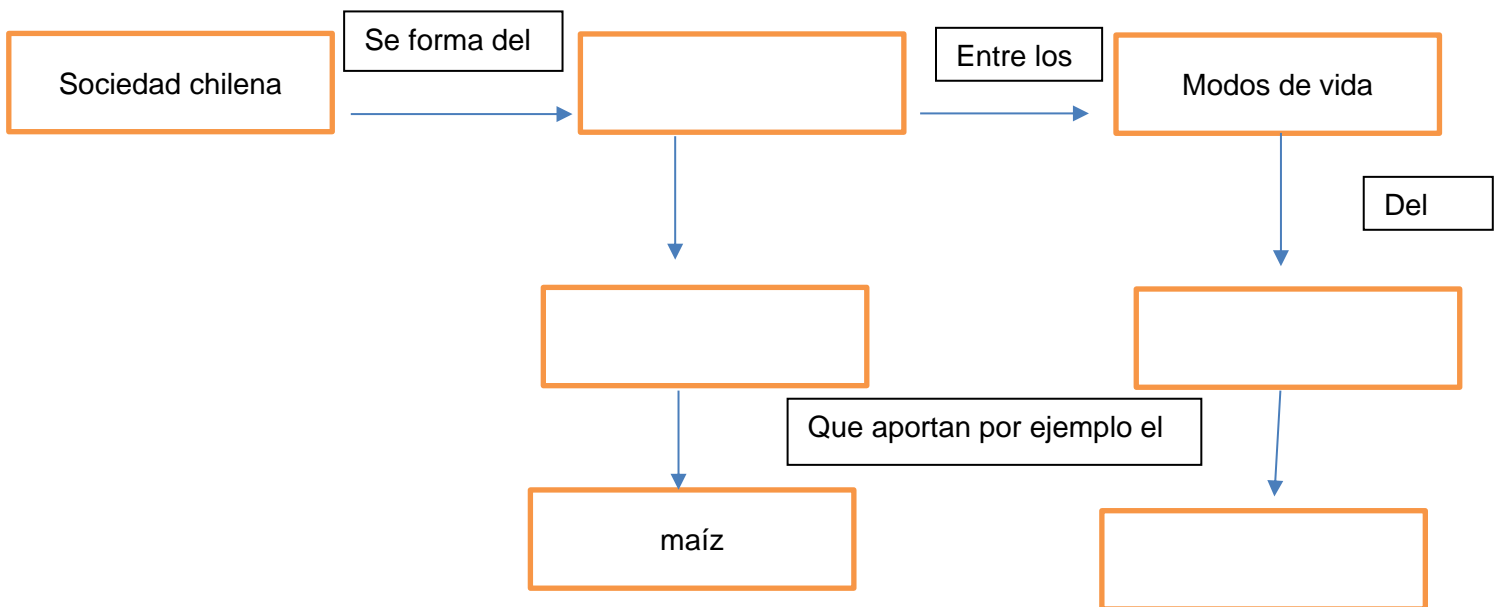 Sociedad chilena
Se forma del
Entre los
Modos de vida
Del
Que aportan por ejemplo el
maíz